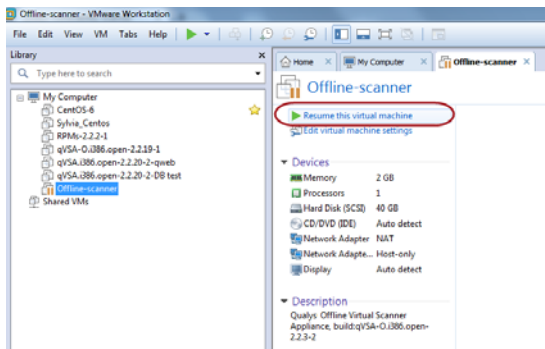 Offline-scanner - VMware Workstation
File Edit View VM Tabs Help
Library
Type here to search
My Computer
CentOS-6
Sylvia_Centos
RPMs-2.2.2-1
qVSA-O.i386.open-2.2.19-1
qVSA.i386.open-2.2.20-2-qweb
qVSA.i386.open-2.2.20-2-DB test
Offline-scanner
Shared VMs
Home My Computer Offline-scanner
Offline-scanner
Resume this virtual machine
Edit virtual machine settings
Devices
Memory 2 GB
Processors 1
Hard Disk (SCSI) 40 GB
CD/DVD (IDE) Auto detect
Network Adapter NAT
Network Adapte... Host-only
Display Auto detect
Description
Qualys Offline Virtual Scanner
Appliance, build:qVSA-O.i386.open-
2.2.3-2